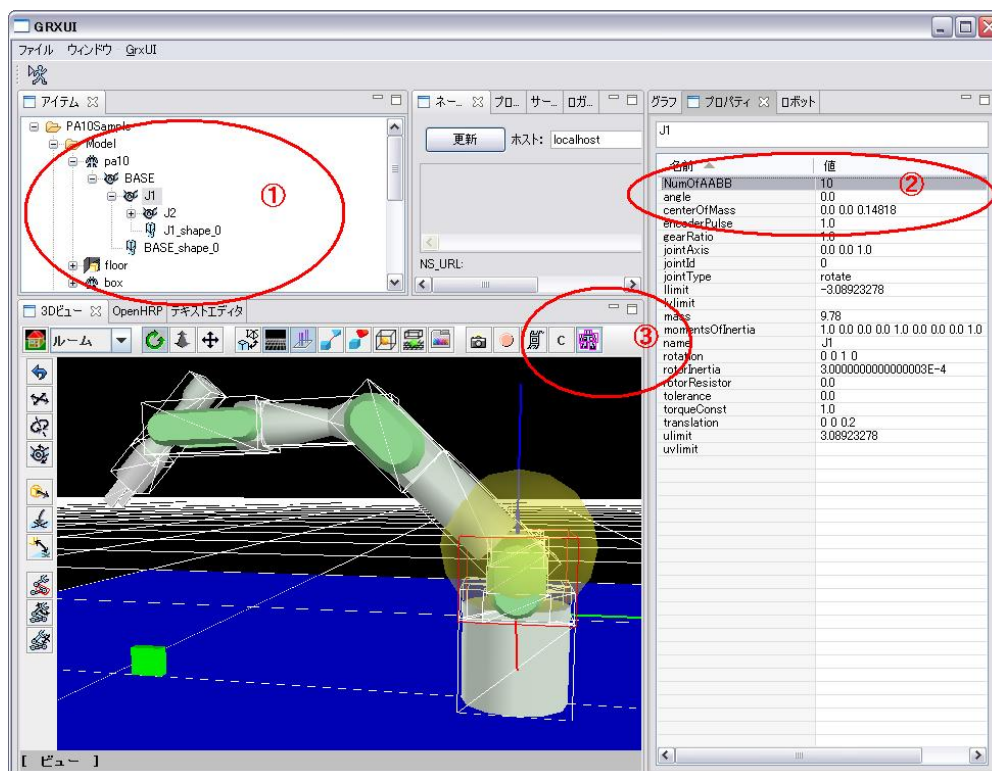 GRXUI
ファイル ウィンドウ GrxUI
アイテム
PA10Sample
Model
pa10
BASE
J1
J2
J1_shape_0
BASE_shape_0
floor
box
①
ネー... プロ... サー... ロガ...
更新 ホスト: localhost
NS_URL:
グラフ プロパティ ロボット
J1
名前 値
NumOfAABB 10
②
angle 0.0
centerOfMass 0.0 0.0 0.14818
encoderPulse 1.0
gearRatio 1.0
jointAxis 0.0 0.0 1.0
jointId 0
jointType rotate
llimit -3.08923278
lvlimit
mass 9.78
momentsOfInertia 1.0 0.0 0.0 0.0 1.0 0.0 0.0 0.0 1.0
name J1
rotation 0 0 1 0
rotorInertia 3.0000000000000003E-4
rotorResistor 0.0
tolerance 0.0
torqueConst 1.0
translation 0 0 0.2
ulimit 3.08923278
uvlimit
3Dビュー OpenHRP テキストエディタ
ルーム C
③
[ ビュー ]